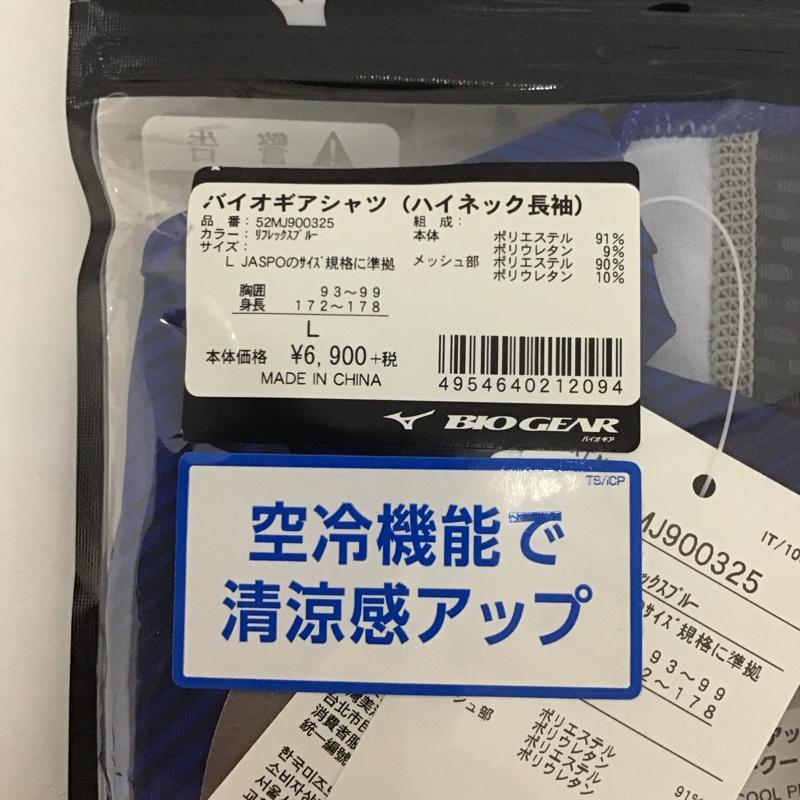 警告
バイオギアシャツ（ハイネック長袖）
品 番：52MJ900325
カラー：リフレックスブルー
サイズ：
L JASPOのサイズ規格に準拠
胸囲 93～99
身長 172～178
L
本体価格 ¥6,900+税
MADE IN CHINA
組 成：
本体 ポリエステル 91%
ポリウレタン 9%
メッシュ部 ポリエステル 90%
ポリウレタン 10%
4954640212094
BIO GEAR
バイオギア
TS/ICP
空冷機能で
清涼感アップ
MJ900325
IT/10
ックスブルー
のサイズ規格に準拠
93～99
2～178
シュ部
ポリエステル
ポリウレタン
ポリエステル
ポリウレタン
91%
台北市
消費者服
統一編號
한국미즈
소비자상
서울
COOL